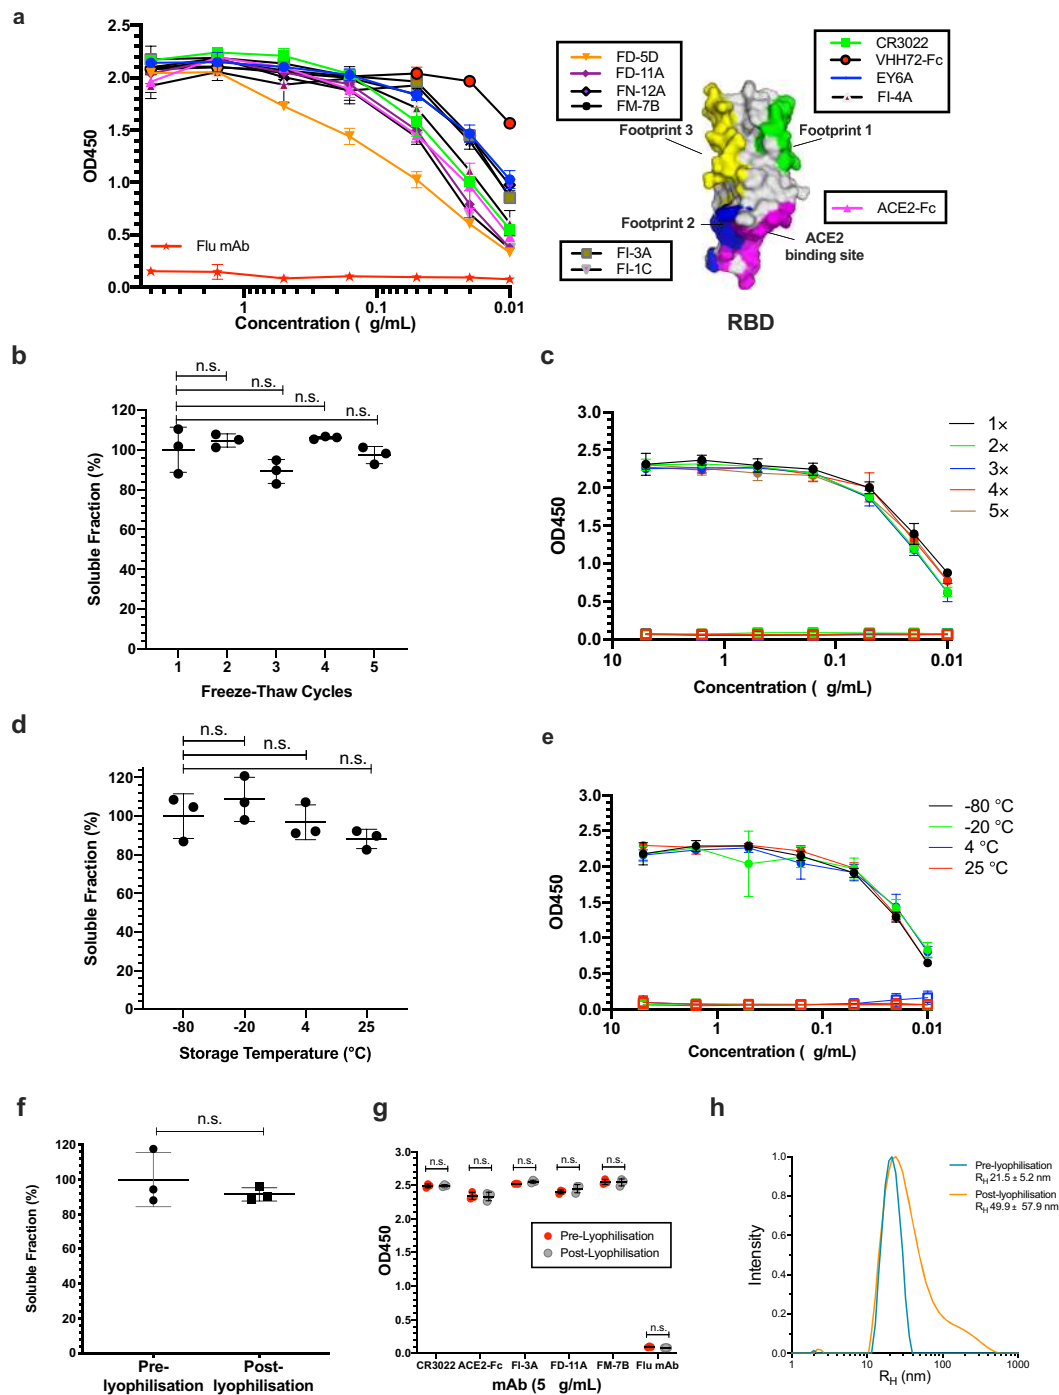 a
2.5
2.0
1.5
1.0
0.5
0.0
OD450
Flu mAb
1
0.1
0.01
Concentration ( g/mL)
FD-5D
FD-11A
FN-12A
FM-7B
CR3022
VHH72-Fc
EY6A
FI-4A
Footprint 3
Footprint 1
ACE2-Fc
Footprint 2
ACE2
binding site
FI-3A
FI-1C
RBD
b
n.s.
n.s.
n.s.
n.s.
120
100
80
60
40
20
0
Soluble Fraction (%)
1 2 3 4 5
Freeze-Thaw Cycles
c
3.0
2.5
2.0
1.5
1.0
0.5
0.0
OD450
10 1 0.1 0.01
Concentration ( g/mL)
1×
2×
3×
4×
5×
d
n.s.
n.s.
n.s.
120
100
80
60
40
20
0
Soluble Fraction (%)
-80 -20 4 25
Storage Temperature (°C)
e
3.0
2.5
2.0
1.5
1.0
0.5
0.0
OD450
10 1 0.1 0.01
Concentration ( g/mL)
-80 °C
-20 °C
4 °C
25 °C
f
n.s.
120
100
80
60
40
20
0
Soluble Fraction (%)
Pre-
lyophilisation
Post-
lyophilisation
g
n.s. n.s. n.s. n.s. n.s.
3.0
2.5
2.0
1.5
1.0
0.5
0.0
OD450
Pre-Lyophilisation
Post-Lyophilisation
n.s.
CR3022 ACE2-Fc FI-3A FD-11A FM-7B Flu mAb
mAb (5 g/mL)
h
1.0
0.8
0.6
0.4
0.2
0.0
Intensity
1 10 100 1000
RH (nm)
Pre-lyophilisation
RH 21.5 ± 5.2 nm
Post-lyophilisation
RH 49.9 ± 57.9 nm